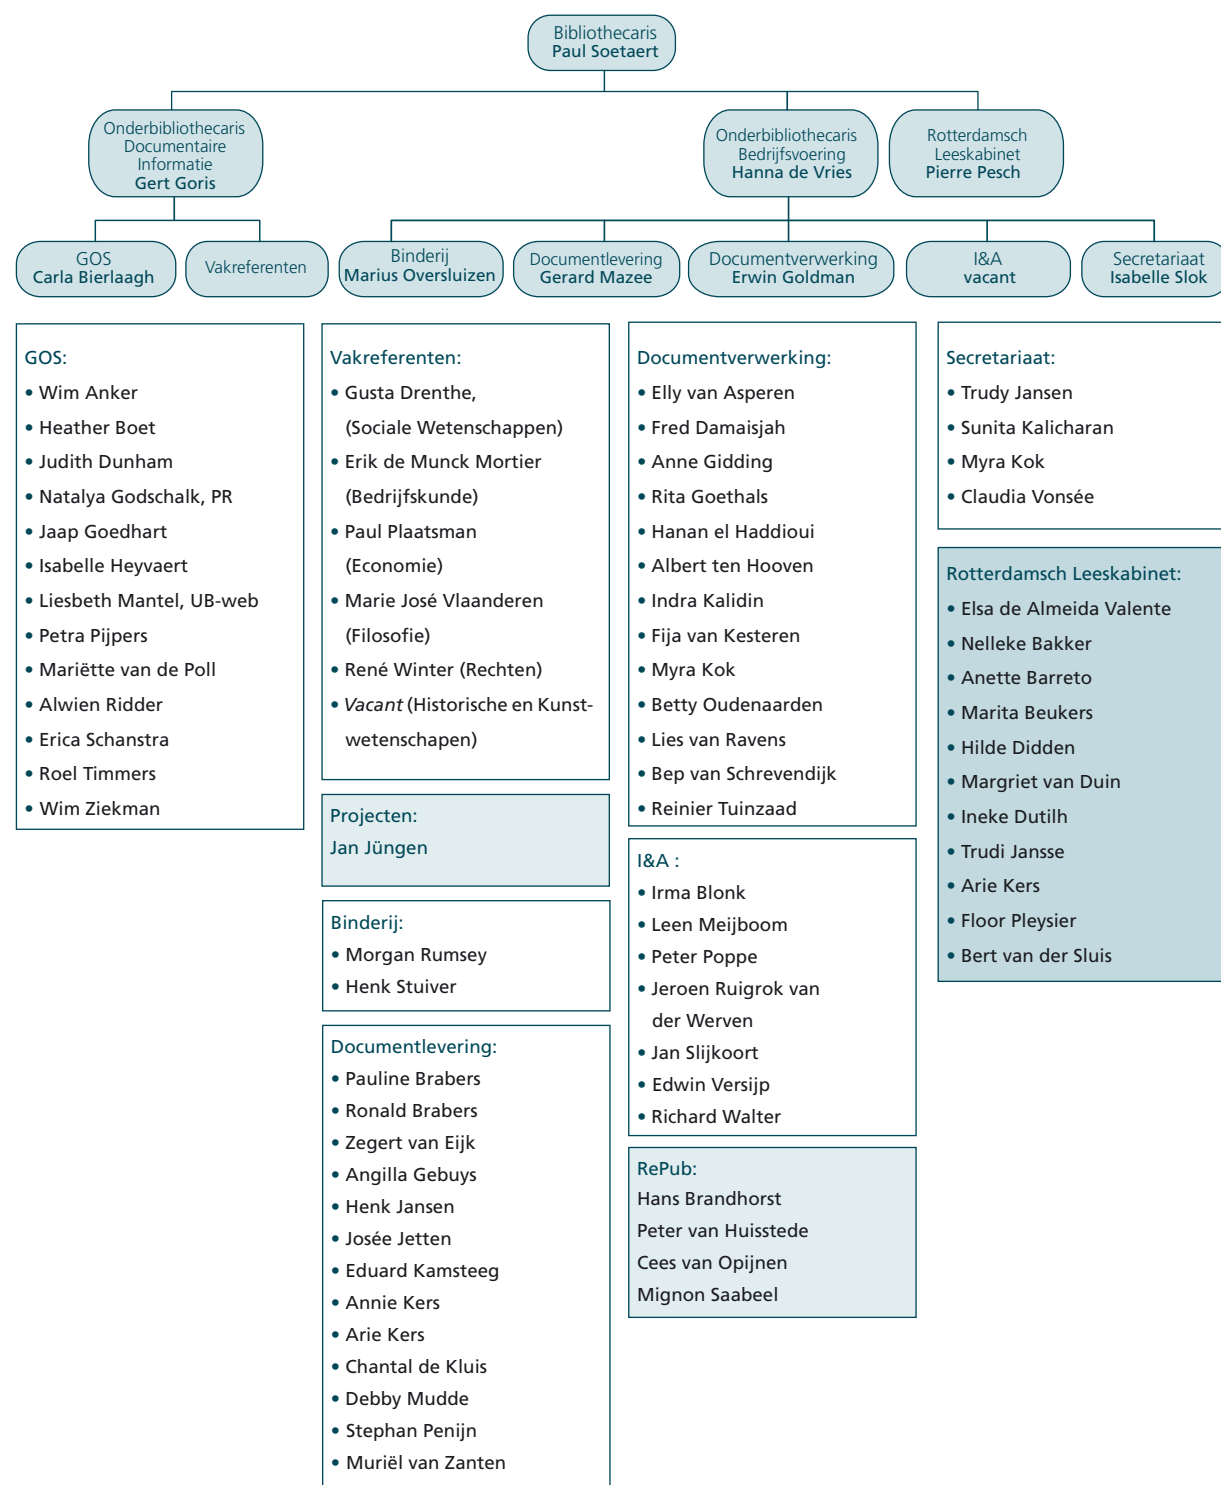 Bibliothecaris
Paul Soetaert
Onderbibliothecaris
Documentaire
Informatie
Gert Goris
Onderbibliothecaris
Bedrijfsvoering
Hanna de Vries
Rotterdamsch
Leeskabinet
Pierre Pesch
GOS
Carla Bierlaagh
Vakreferenten
Binderij
Marius Oversluizen
Documentlevering
Gerard Mazee
Documentverwerking
Erwin Goldman
I&A
vacant
Secretariaat
Isabelle Slok
GOS:
• Wim Anker
• Heather Boet
• Judith Dunham
• Natalya Godschalk, PR
• Jaap Goedhart
• Isabelle Heyvaert
• Liesbeth Mantel, UB-web
• Petra Pijpers
• Mariëtte van de Poll
• Alwien Ridder
• Erica Schanstra
• Roel Timmers
• Wim Ziekman
Vakreferenten:
• Gusta Drenthe,
(Sociale Wetenschappen)
• Erik de Munck Mortier
(Bedrijfskunde)
• Paul Plaatsman
(Economie)
• Marie José Vlaanderen
(Filosofie)
• René Winter (Rechten)
• Vacant (Historische en Kunst-
wetenschapen)
Projecten:
Jan Jüngen
Binderij:
• Morgan Rumsey
• Henk Stuiver
Documentlevering:
• Pauline Brabers
• Ronald Brabers
• Zegert van Eijk
• Angilla Gebuys
• Henk Jansen
• Josée Jetten
• Eduard Kamsteeg
• Annie Kers
• Arie Kers
• Chantal de Kluis
• Debby Mudde
• Stephan Penijn
• Muriël van Zanten
Documentverwerking:
• Elly van Asperen
• Fred Damaisjah
• Anne Gidding
• Rita Goethals
• Hanan el Haddioui
• Albert ten Hooven
• Indra Kalidin
• Fija van Kesteren
• Myra Kok
• Betty Oudenaarden
• Lies van Ravens
• Bep van Schrevendijk
• Reinier Tuinzaad
I&A :
• Irma Blonk
• Leen Meijboom
• Peter Poppe
• Jeroen Ruigrok van
der Werven
• Jan Slijkoort
• Edwin Versijp
• Richard Walter
RePub:
Hans Brandhorst
Peter van Huisstede
Cees van Opijnen
Mignon Saabeel
Secretariaat:
• Trudy Jansen
• Sunita Kalicharan
• Myra Kok
• Claudia Vonsée
Rotterdamsch Leeskabinet:
• Elsa de Almeida Valente
• Nelleke Bakker
• Anette Barreto
• Marita Beukers
• Hilde Didden
• Margriet van Duin
• Ineke Dutilh
• Trudi Jansse
• Arie Kers
• Floor Pleysier
• Bert van der Sluis